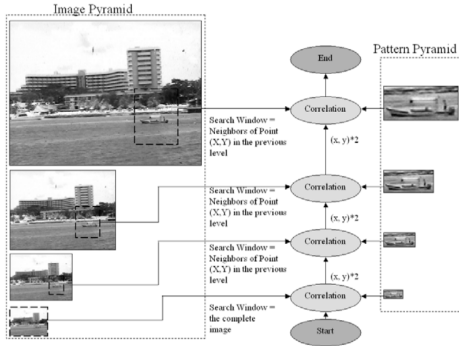 Image Pyramid
Pattern Pyramid
End
Correlation
Search Window =
Neighbors of Point
(X,Y) in the previous
level
(x, y)*2
Correlation
Search Window =
Neighbors of Point
(X,Y) in the previous
level
(x, y)*2
Correlation
Search Window =
Neighbors of Point
(X,Y) in the previous
level
(x, y)*2
Correlation
Search Window =
the complete
image
Start